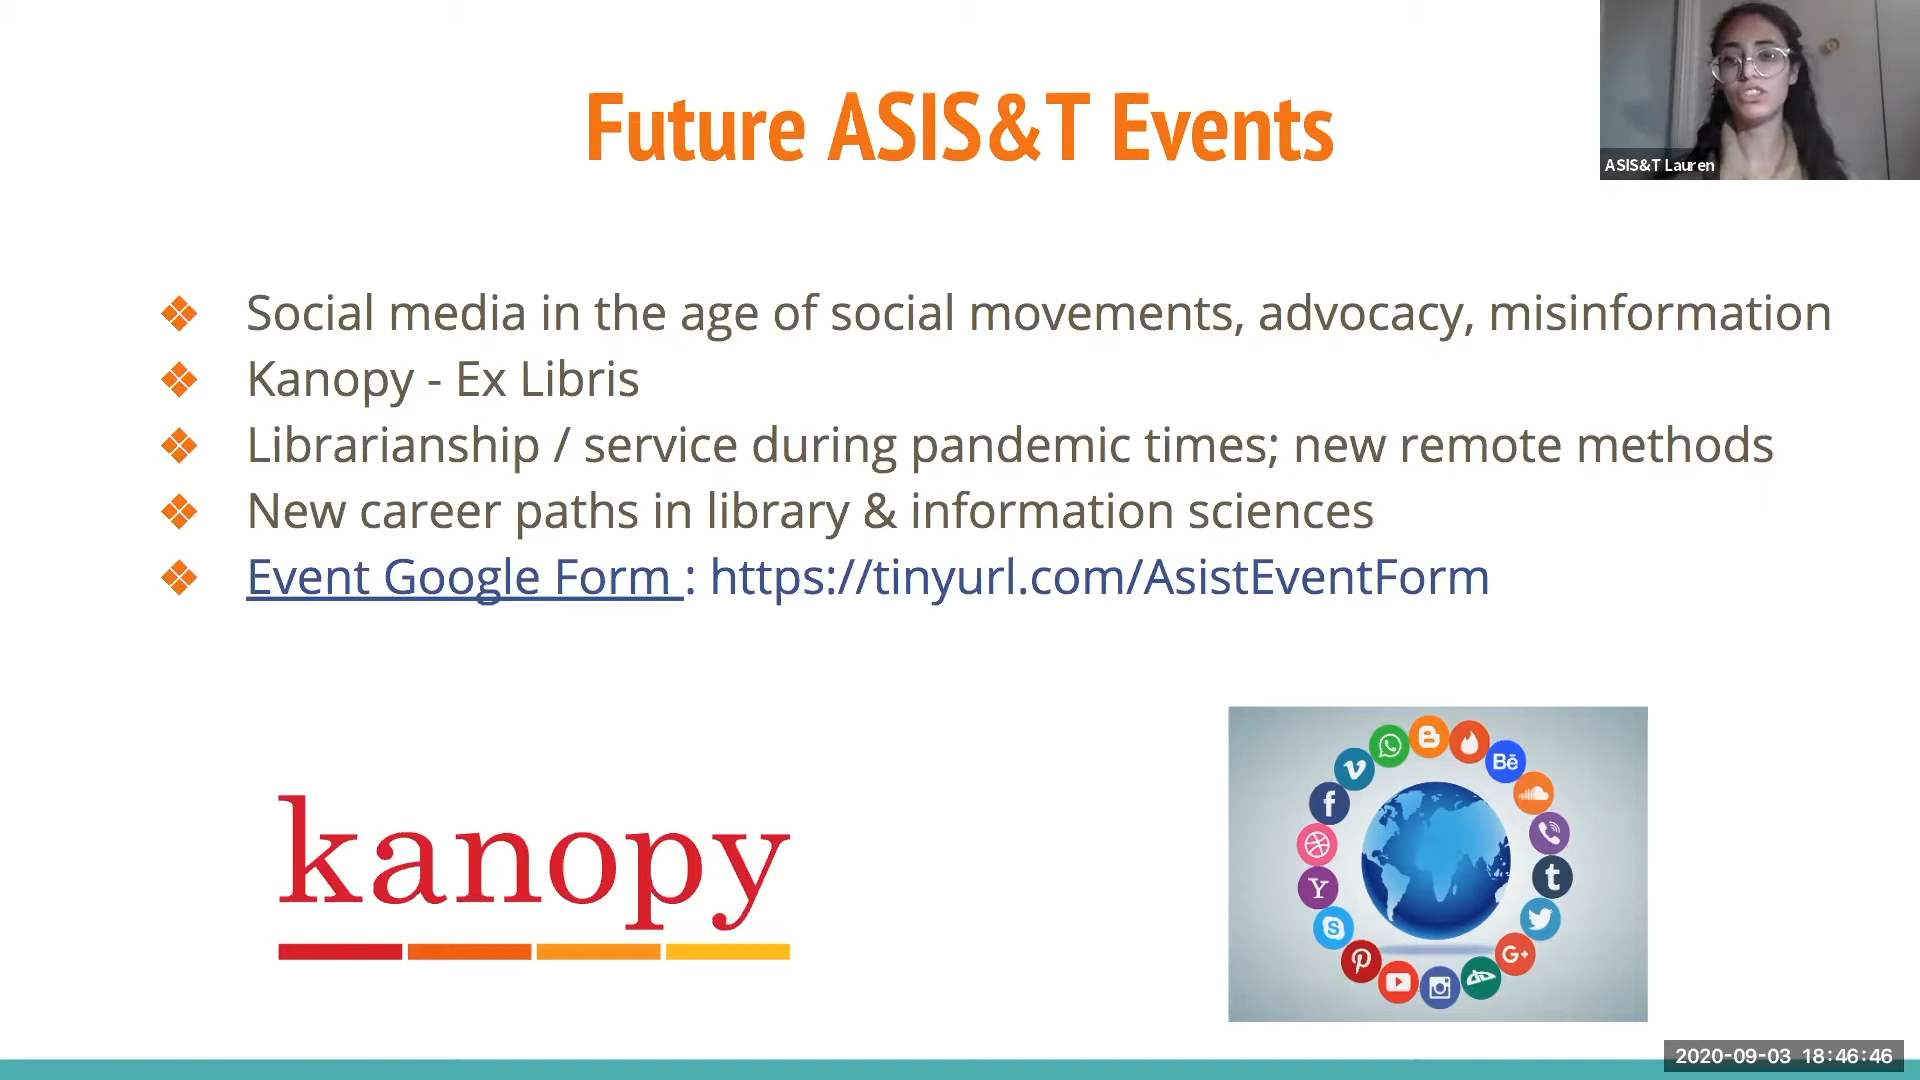 Future ASIS&T Events
ASIS&T Lauren
Social media in the age of social movements, advocacy, misinformation
Kanopy - Ex Libris
Librarianship / service during pandemic times; new remote methods
New career paths in library & information sciences
Event Google Form : https://tinyurl.com/AsistEventForm
kanopy
Bē
f
t
Y
S
G+
2020-09-03 18:46:46